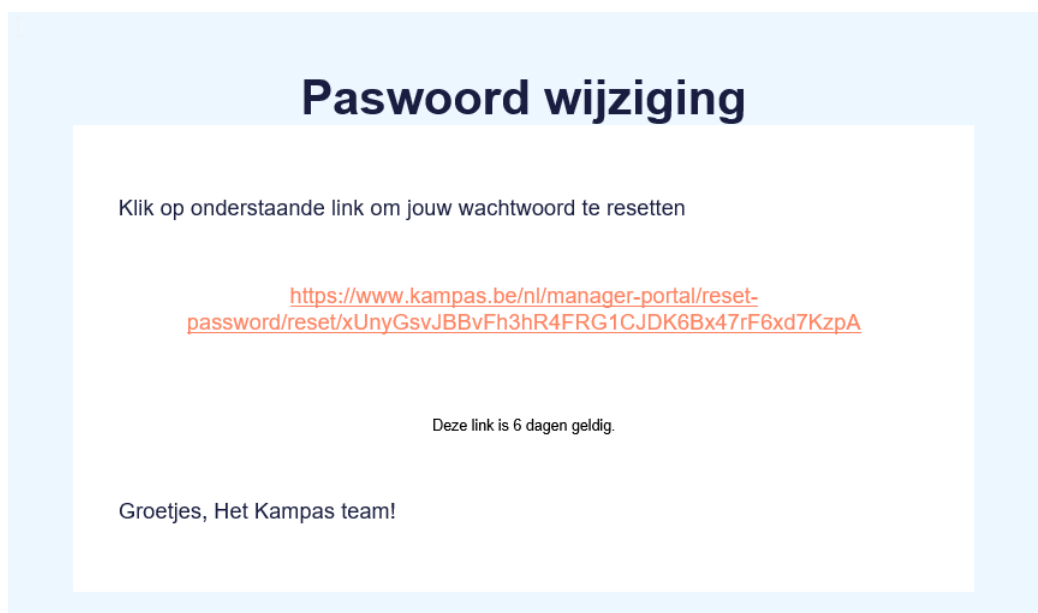 Paswoord wijziging
Klik op onderstaande link om jouw wachtwoord te resetten
https://www.kampas.be/nl/manager-portal/reset-
password/reset/xUnyGsvJBBvFh3hR4FRG1CJDK6Bx47rF6xd7KzpA
Deze link is 6 dagen geldig.
Groetjes, Het Kampas team!